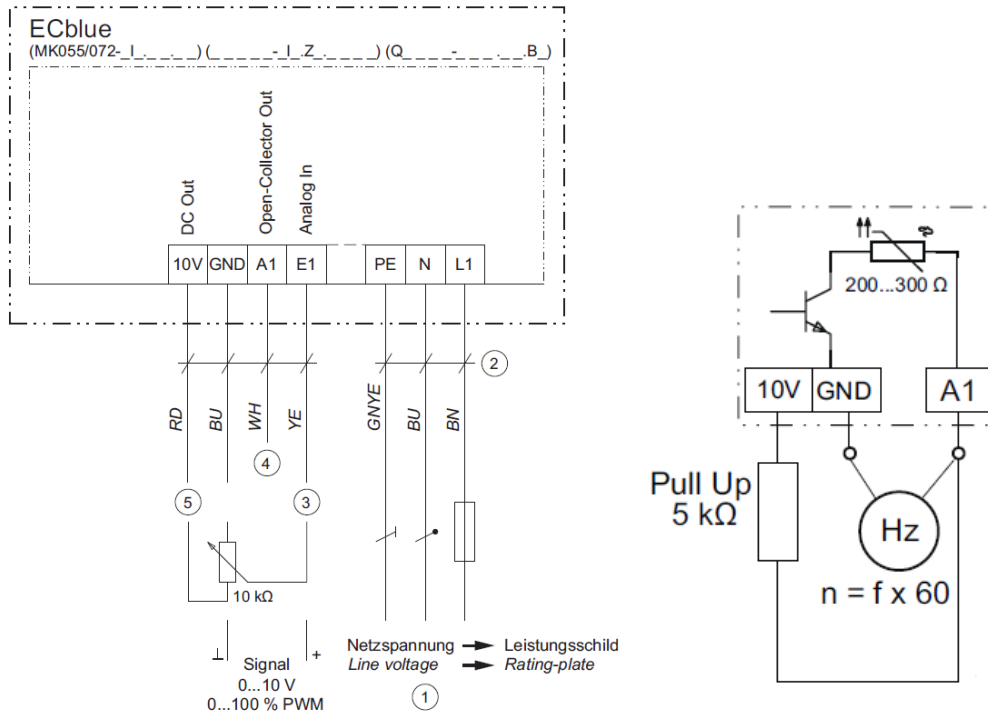 ECblue
(MK055/072-_I_._ _._ _) (_ _ _ _ _-_I_.Z_._ _ _ _) (Q_ _ _ _-_ _ _ _._ _.B_)
DC Out
Open-Collector Out
Analog In
10V GND A1 E1 PE N L1
2
RD BU WH YE GNYE BU BN
4
5 3
10 kΩ
Netzspannung Leistungsschild
Line voltage Rating-plate
⊥ Signal +
0...10 V
0...100 % PWM
1
200...300 Ω
10V GND A1
Pull Up
5 kΩ
Hz
n = f x 60